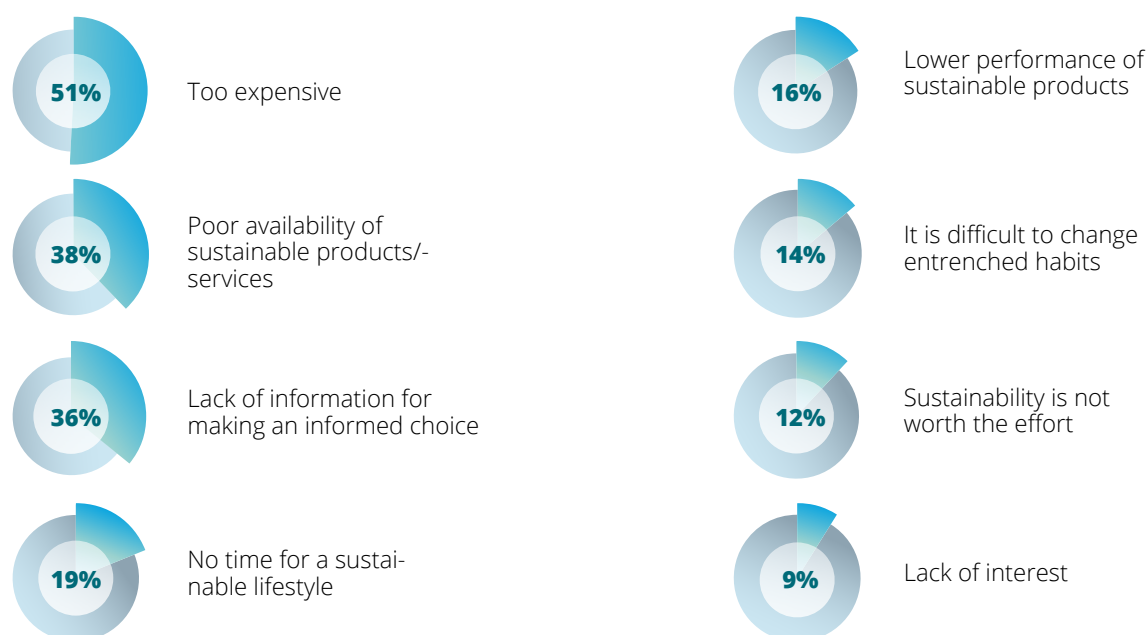 51%
Too expensive
38%
Poor availability of
sustainable products/-
services
36%
Lack of information for
making an informed choice
19%
No time for a sustai-
nable lifestyle
16%
Lower performance of
sustainable products
14%
It is difficult to change
entrenched habits
12%
Sustainability is not
worth the effort
9%
Lack of interest